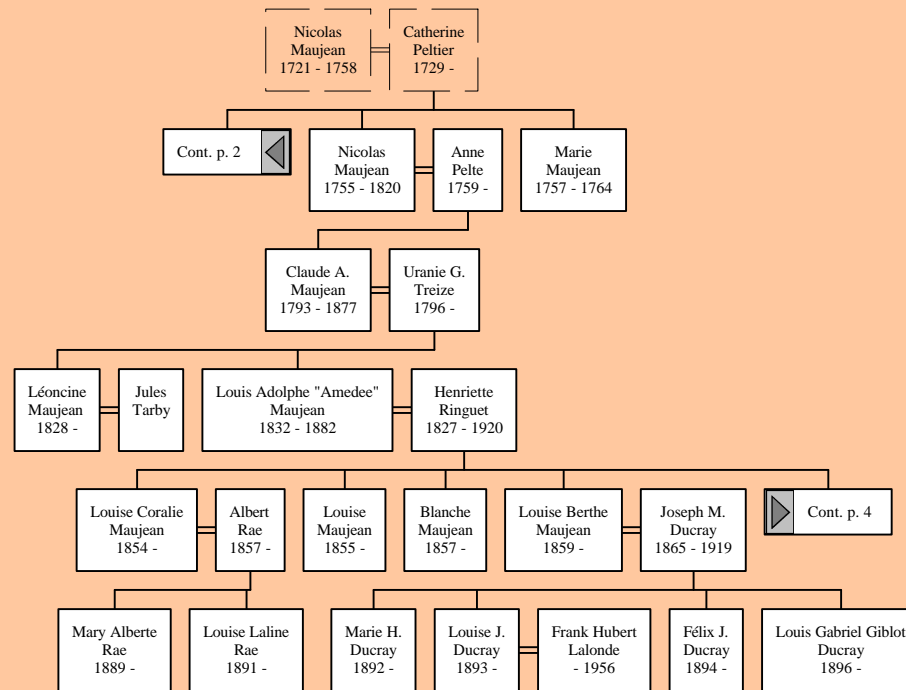 Nicolas
Maujean
1721 - 1758
Catherine
Peltier
1729 -
Cont. p. 2
Nicolas
Maujean
1755 - 1820
Anne
Pelte
1759 -
Marie
Maujean
1757 - 1764
Claude A.
Maujean
1793 - 1877
Uranie G.
Treize
1796 -
Léoncine
Maujean
1828 -
Jules
Tarby
Louis Adolphe "Amedee"
Maujean
1832 - 1882
Henriette
Ringuet
1827 - 1920
Louise Coralie
Maujean
1854 -
Albert
Rae
1857 -
Louise
Maujean
1855 -
Blanche
Maujean
1857 -
Louise Berthe
Maujean
1859 -
Joseph M.
Ducray
1865 - 1919
Cont. p. 4
Mary Alberte
Rae
1889 -
Louise Laline
Rae
1891 -
Marie H.
Ducray
1892 -
Louise J.
Ducray
1893 -
Frank Hubert
Lalonde
- 1956
Félix J.
Ducray
1894 -
Louis Gabriel Giblot
Ducray
1896 -